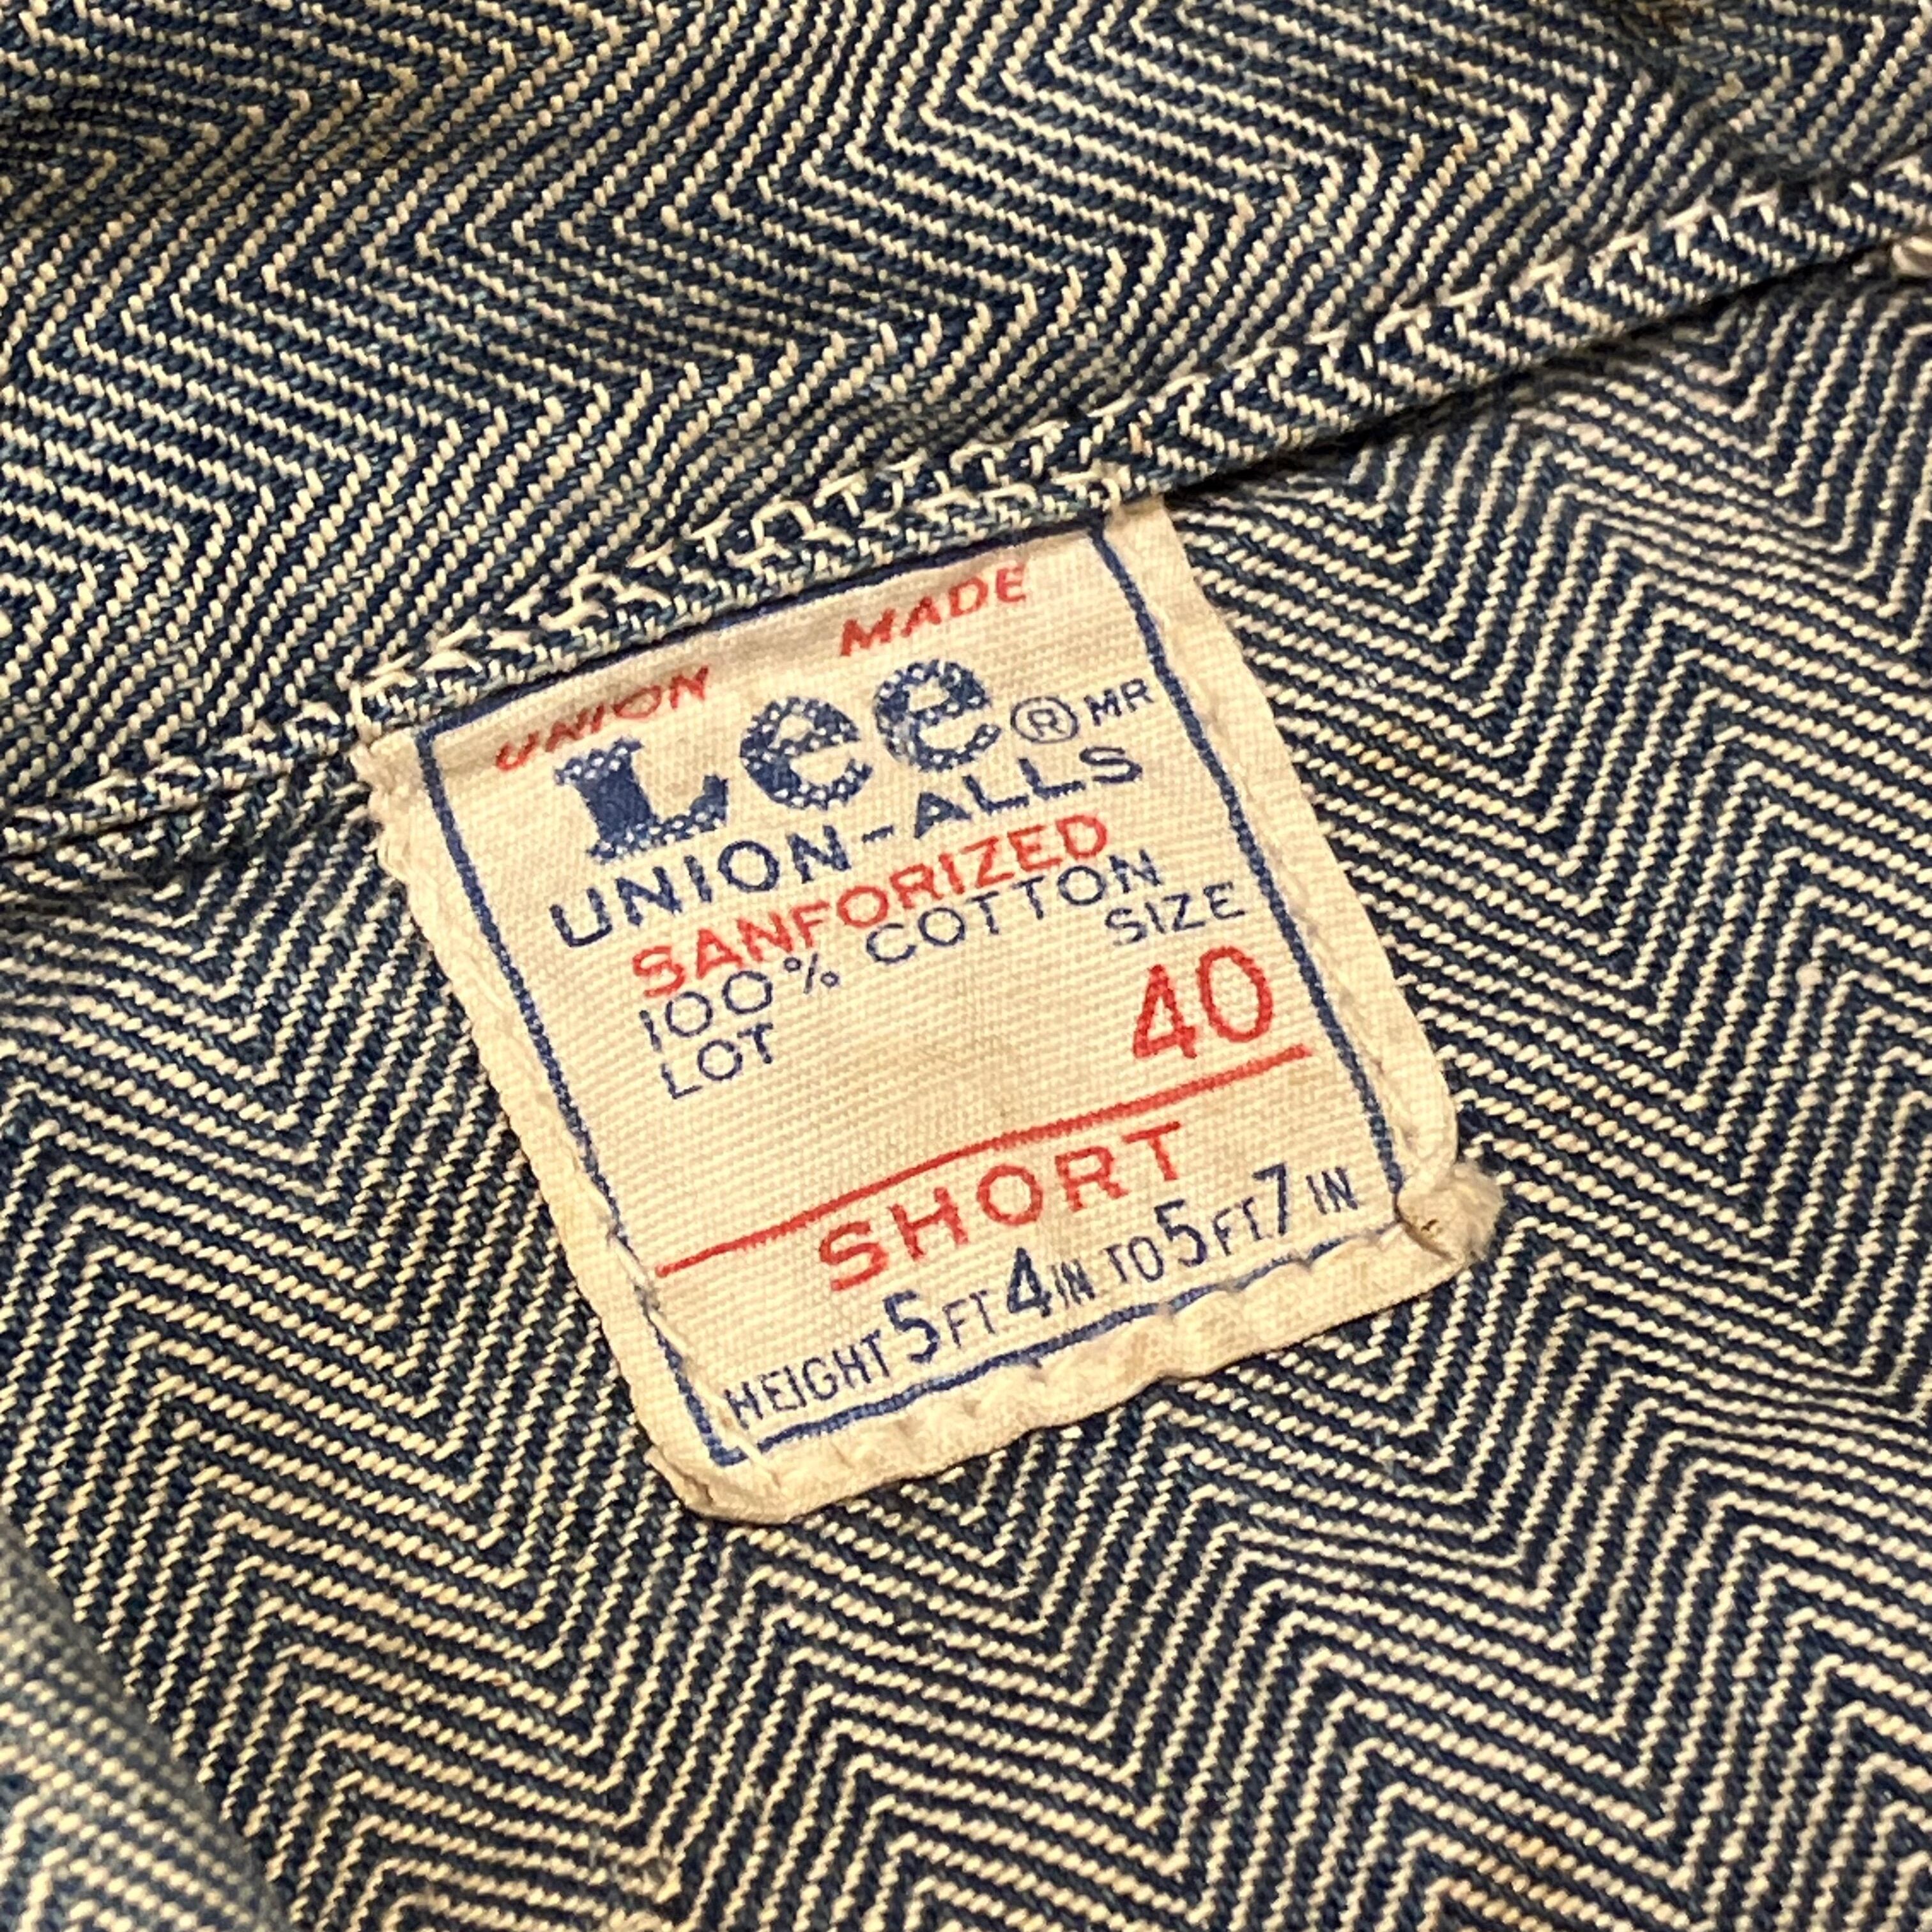 UNION MADE
Lee® MR
UNION-ALLS
SANFORIZED
100% COTTON
LOT SIZE
40
SHORT
HEIGHT 5 FT 4 IN TO 5 FT 7 IN